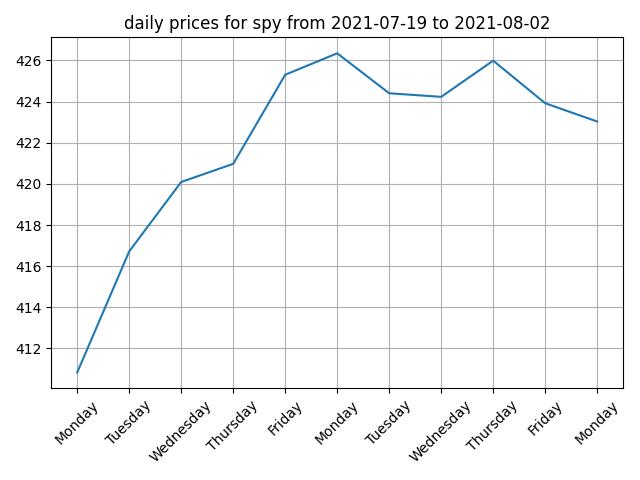 daily prices for spy from 2021-07-19 to 2021-08-02
426
424
422
420
418
416
414
412
Monday
Tuesday
Wednesday
Thursday
Friday
Monday
Tuesday
Wednesday
Thursday
Friday
Monday